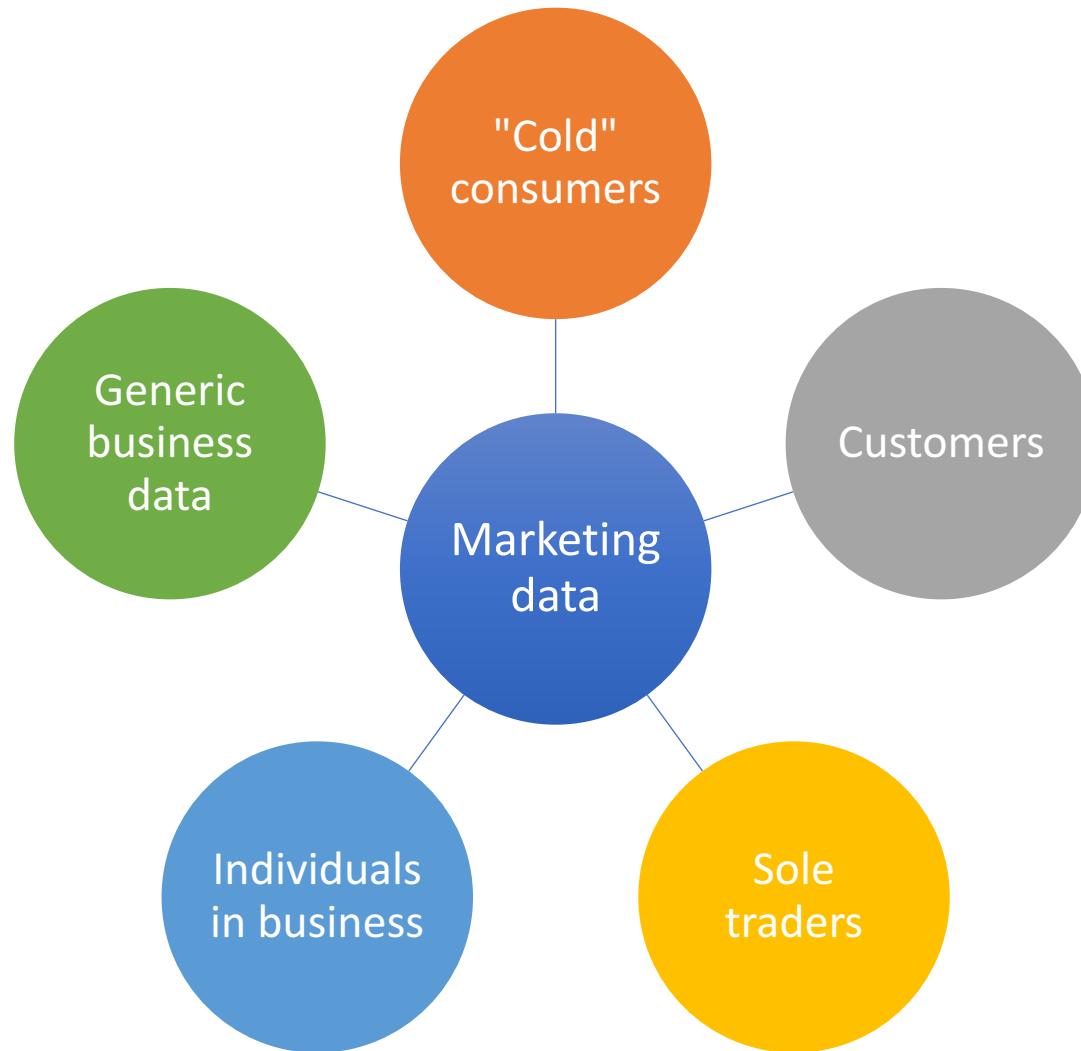 "Cold"
consumers
Customers
Sole
traders
Individuals
in business
Generic
business
data
Marketing
data